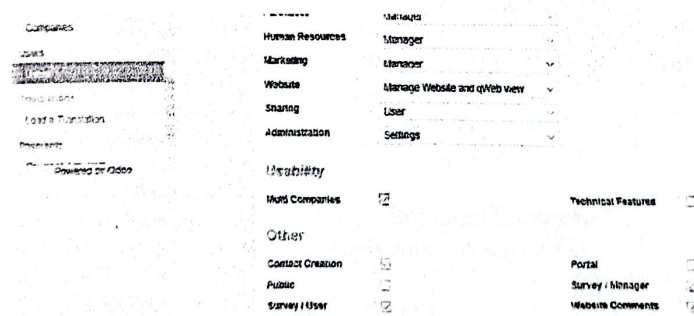 Companies
Users
Load a Translation
Payments
Powered by Odoo
Manager
Human Resources Manager
Marketing Manager
Website Manage Website and qWeb view
Sharing User
Administration Settings
Usability
Multi Companies Technical Features
Other
Contact Creation Portal
Public Survey / Manager
Survey / User Website Comments